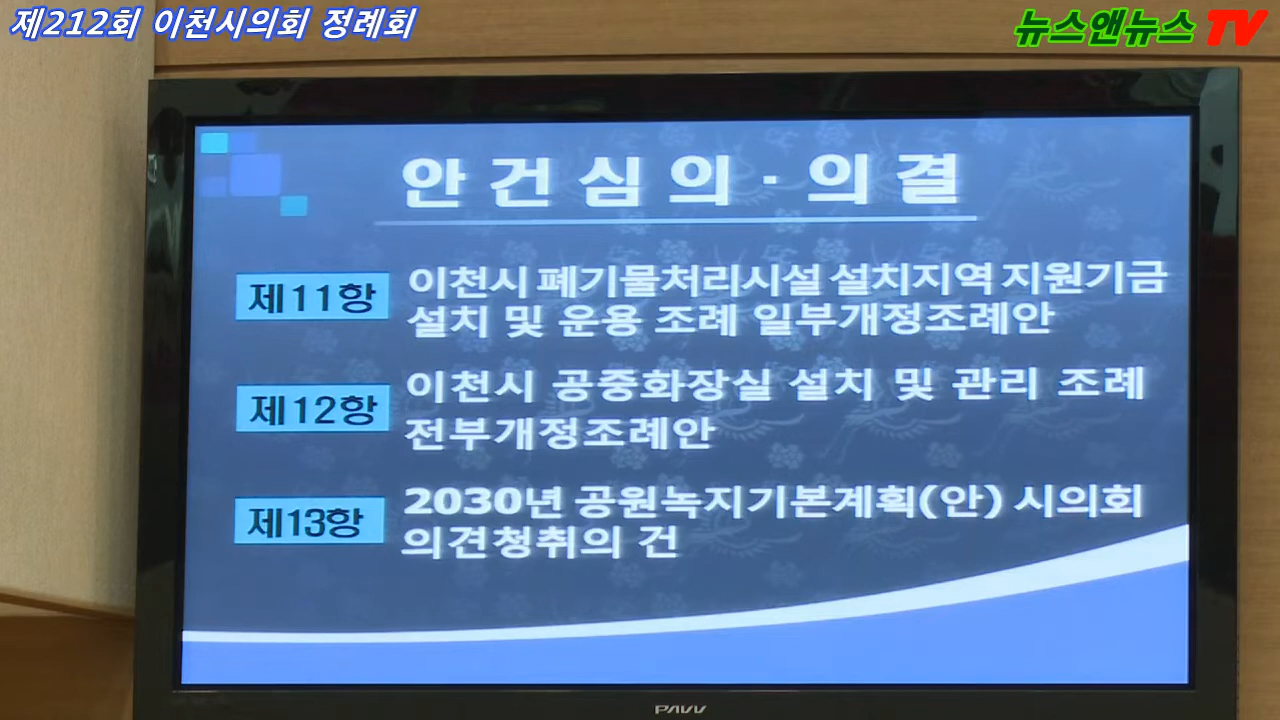 제212회 이천시의회 정례회
뉴스앤뉴스 TV
안건심의·의결
제11항
이천시 폐기물처리시설 설치지역 지원기금
설치 및 운용 조례 일부개정조례안
제12항
이천시 공중화장실 설치 및 관리 조례
전부개정조례안
제13항
2030년 공원녹지기본계획(안) 시의회
의견청취의 건
PAVV